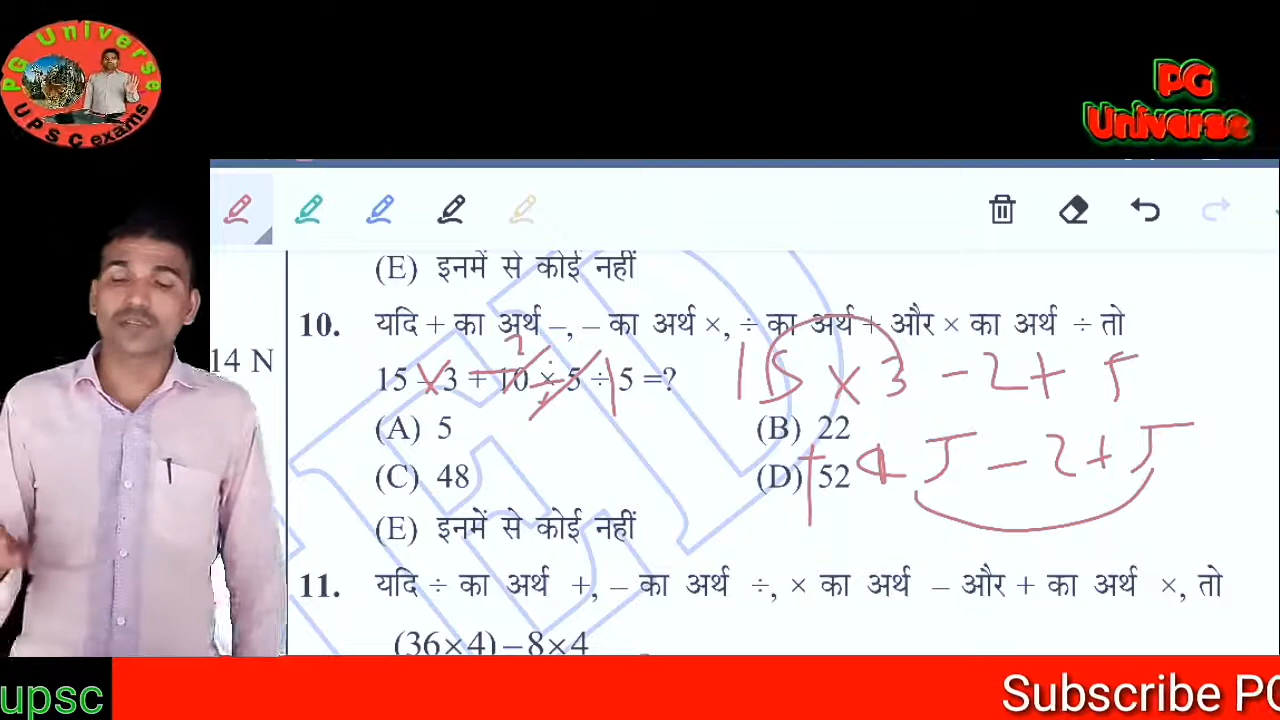 PG Universe
UPSC exams
PG
Universe
(E) इनमें से कोई नहीं
10. यदि + का अर्थ –, – का अर्थ ×, ÷ का अर्थ + और × का अर्थ ÷ तो
15 – 3 + 10 × 5 ÷ 5 =?
2
15 × 3 – 2 + 5
(A) 5
(B) 22
45 – 2 + 5
(C) 48
(D) 52
(E) इनमें से कोई नहीं
14 N
11. यदि ÷ का अर्थ +, – का अर्थ ÷, × का अर्थ – और + का अर्थ ×, तो
(36×4) – 8×4
upsc
Subscribe PG